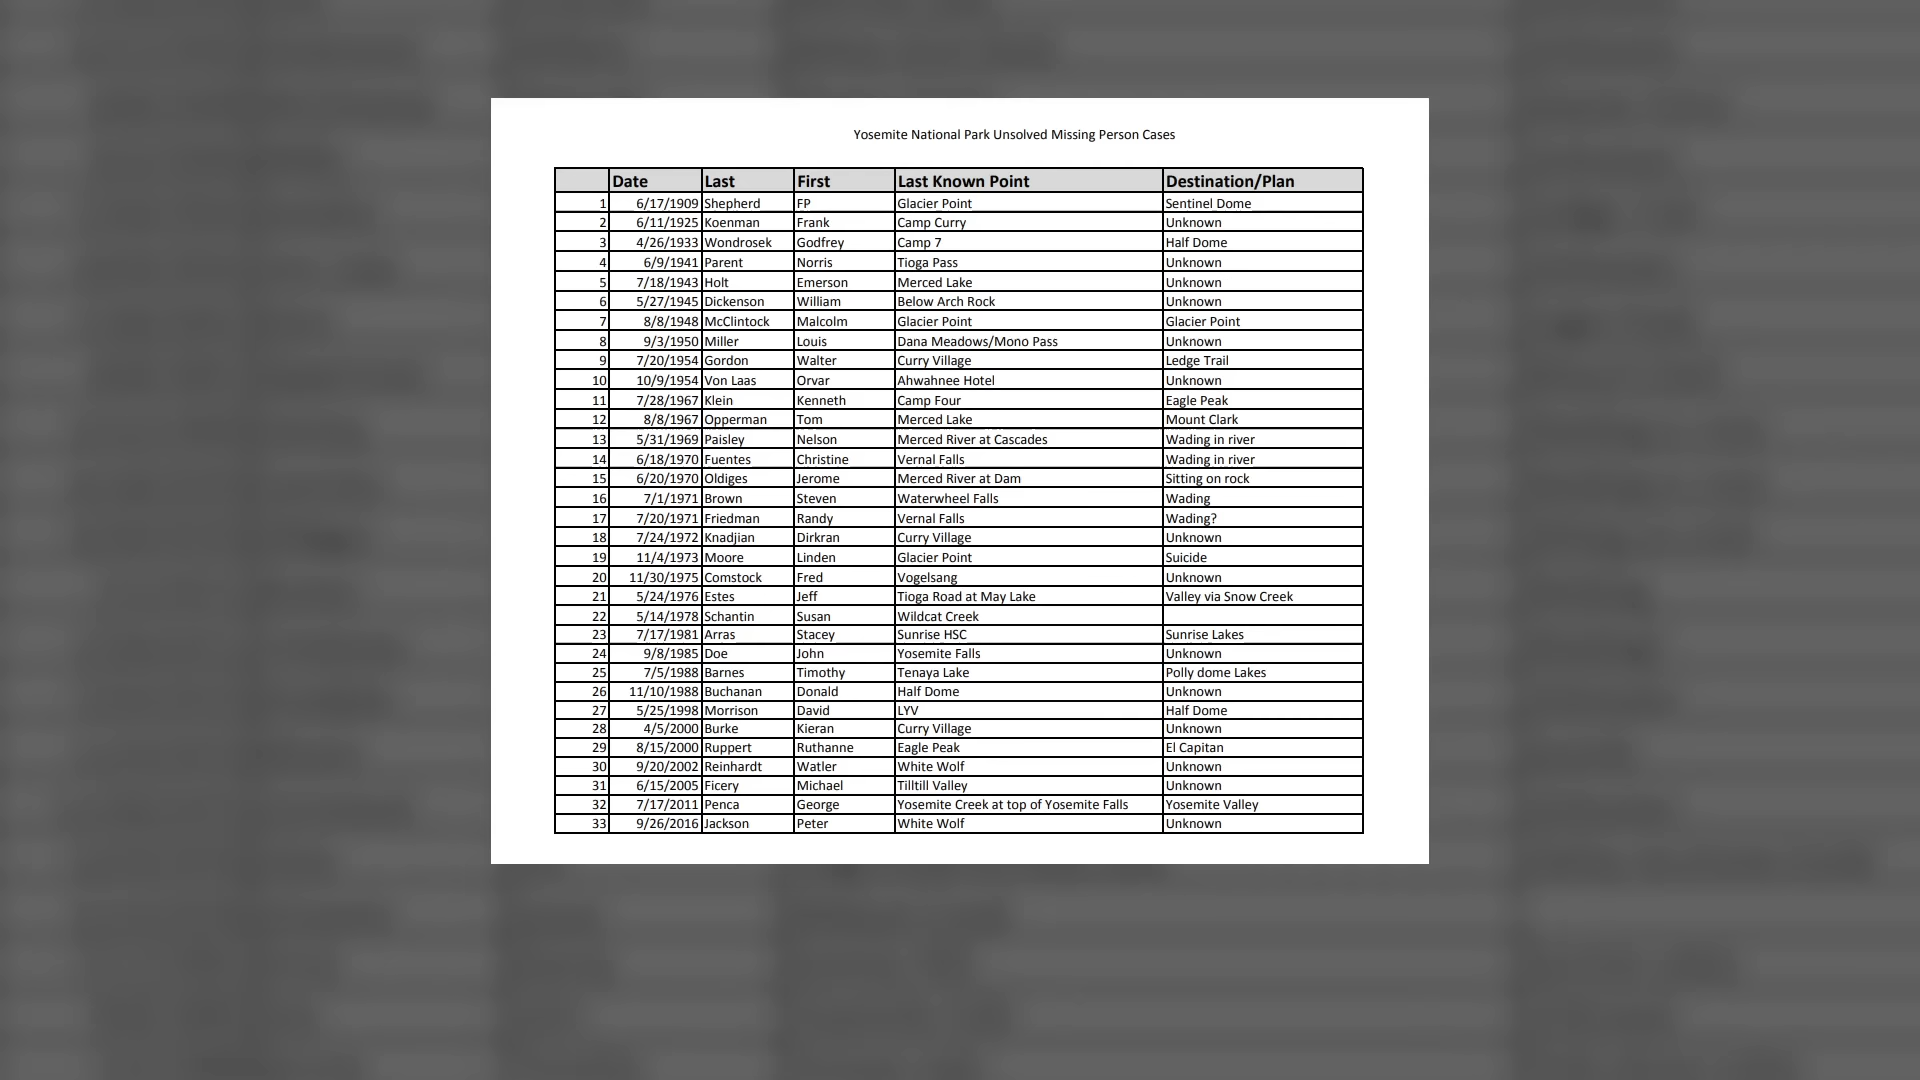 Yosemite National Park Unsolved Missing Person Cases
Date Last First Last Known Point Destination/Plan
1 6/17/1909 Shepherd FP Glacier Point Sentinel Dome
2 6/11/1925 Koenman Frank Camp Curry Unknown
3 4/26/1933 Wondrosek Godfrey Camp 7 Half Dome
4 6/9/1941 Parent Norris Tioga Pass Unknown
5 7/18/1943 Holt Emerson Merced Lake Unknown
6 5/27/1945 Dickenson William Below Arch Rock Unknown
7 8/8/1948 McClintock Malcolm Glacier Point Glacier Point
8 9/3/1950 Miller Louis Dana Meadows/Mono Pass Unknown
9 7/20/1954 Gordon Walter Curry Village Ledge Trail
10 10/9/1954 Von Laas Orvar Ahwahnee Hotel Unknown
11 7/28/1967 Klein Kenneth Camp Four Eagle Peak
12 8/8/1967 Opperman Tom Merced Lake Mount Clark
13 5/31/1969 Paisley Nelson Merced River at Cascades Wading in river
14 6/18/1970 Fuentes Christine Vernal Falls Wading in river
15 6/20/1970 Oldiges Jerome Merced River at Dam Sitting on rock
16 7/1/1971 Brown Steven Waterwheel Falls Wading
17 7/20/1971 Friedman Randy Vernal Falls Wading?
18 7/24/1972 Knadjian Dirkran Curry Village Unknown
19 11/4/1973 Moore Linden Glacier Point Suicide
20 11/30/1975 Comstock Fred Vogelsang Unknown
21 5/24/1976 Estes Jeff Tioga Road at May Lake Valley via Snow Creek
22 5/14/1978 Schantin Susan Wildcat Creek
23 7/17/1981 Arras Stacey Sunrise HSC Sunrise Lakes
24 9/8/1985 Doe John Yosemite Falls Unknown
25 7/5/1988 Barnes Timothy Tenaya Lake Polly dome Lakes
26 11/10/1988 Buchanan Donald Half Dome Unknown
27 5/25/1998 Morrison David LYV Half Dome
28 4/5/2000 Burke Kieran Curry Village Unknown
29 8/15/2000 Ruppert Ruthanne Eagle Peak El Capitan
30 9/20/2002 Reinhardt Watler White Wolf Unknown
31 6/15/2005 Ficery Michael Tilltill Valley Unknown
32 7/17/2011 Penca George Yosemite Creek at top of Yosemite Falls Yosemite Valley
33 9/26/2016 Jackson Peter White Wolf Unknown